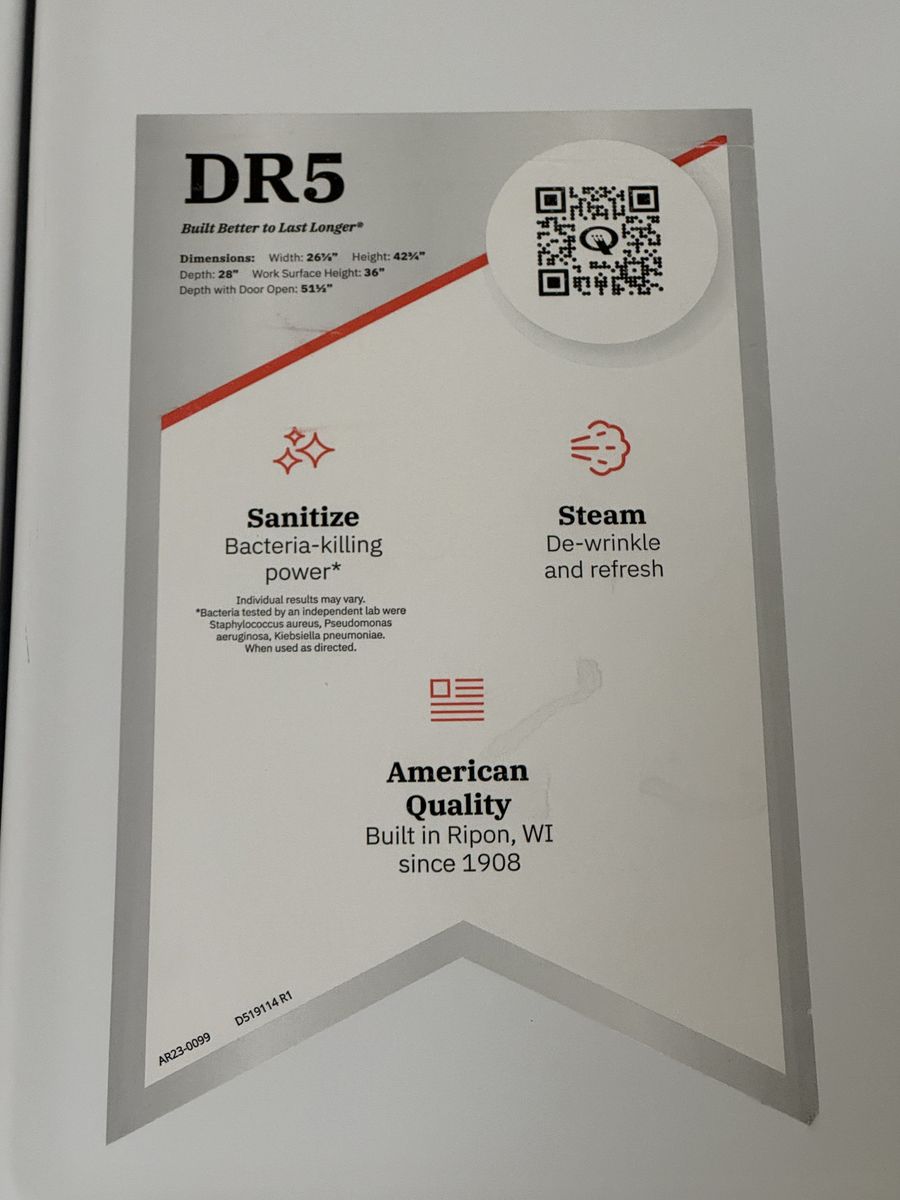 DR5
Built Better to Last Longer®
Dimensions: Width: 26⅞” Height: 42¾”
Depth: 28” Work Surface Height: 36”
Depth with Door Open: 51½”
Sanitize
Bacteria-killing
power*
Individual results may vary.
*Bacteria tested by an independent lab were
Staphylococcus aureus, Pseudomonas
aeruginosa, Kiebsiella pneumoniae.
When used as directed.
Steam
De-wrinkle
and refresh
American
Quality
Built in Ripon, WI
since 1908
AR23-0099 D519114 R1